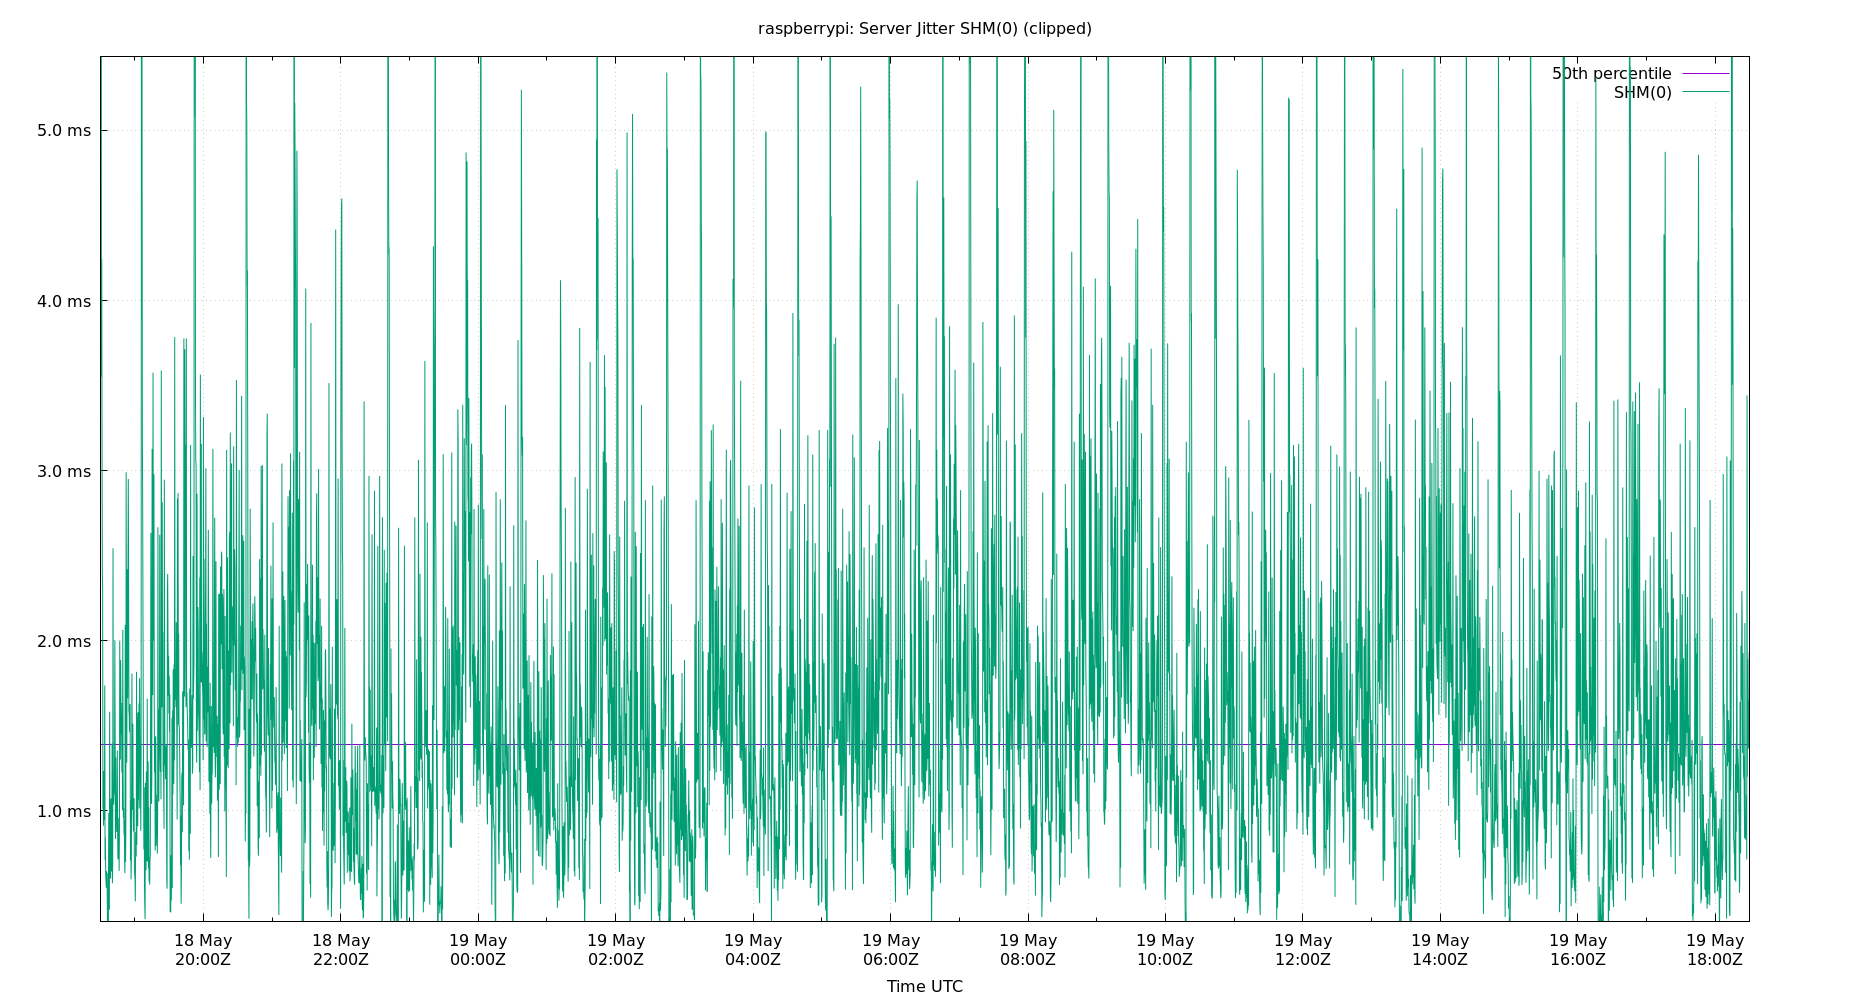 raspberrypi: Server Jitter SHM(0) (clipped)
50th percentile
SHM(0)
5.0 ms
4.0 ms
3.0 ms
2.0 ms
1.0 ms
18 May 18 May 19 May 19 May 19 May 19 May 19 May 19 May 19 May 19 May 19 May 19 May
20:00Z 22:00Z 00:00Z 02:00Z 04:00Z 06:00Z 08:00Z 10:00Z 12:00Z 14:00Z 16:00Z 18:00Z
Time UTC